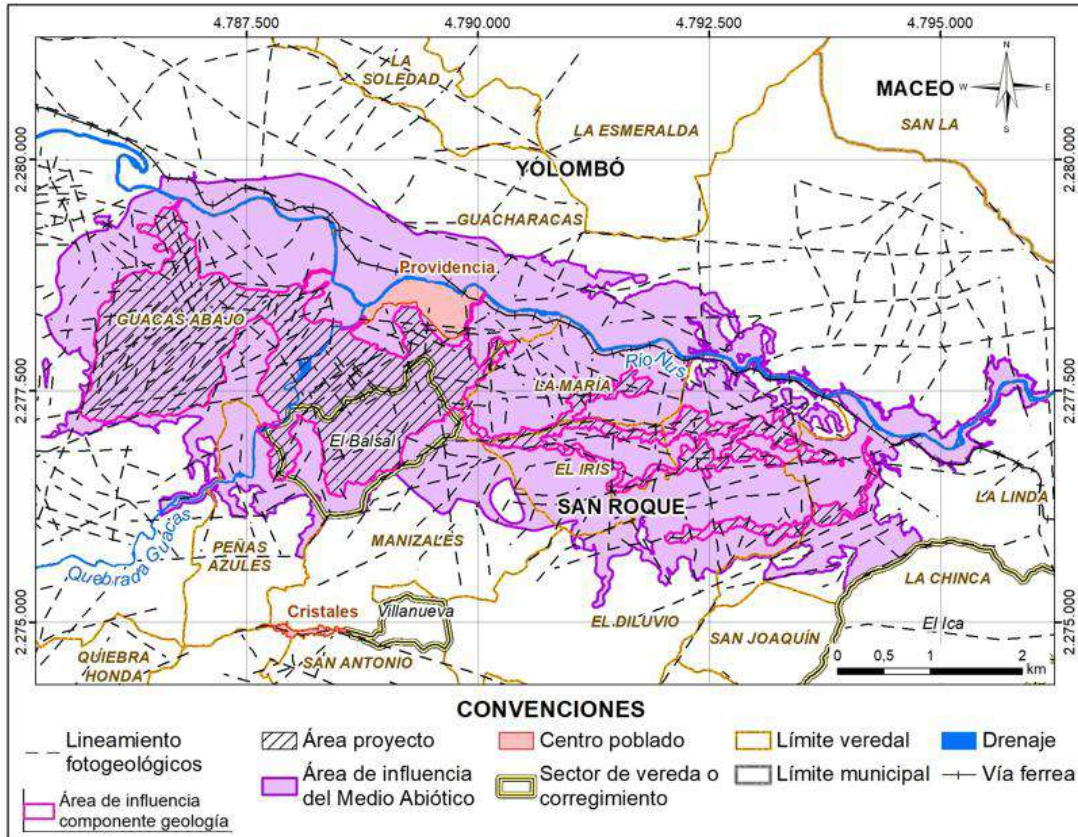 4.787.500
4.790.000
4.792.500
4.795.000
LA
SOLEDAD
MACEO
N
W
E
S
LA ESMERALDA
SAN LA
2.280.000
YOLOMBÓ
2.280.000
GUACHARACAS
Providencia
GUACAS ABAJO
Río Nus
LA MARÍA
2.277.500
2.277.500
El Balsal
EL IRIS
SAN ROQUE
LA LINDA
Quebrada Guacas
PEÑAS
AZULES
MANIZALES
LA CHINCA
Cristales
Villanueva
2.275.000
EL DILUVIO
SAN JOAQUÍN
El Ica
2.275.000
QUIEBRA
HONDA
SAN ANTONIO
0 0,5 1 2
km
CONVENCIONES
Lineamiento
fotogeológicos
Área proyecto
Centro poblado
Límite veredal
Drenaje
Área de influencia
del Medio Abiótico
Sector de vereda o
corregimiento
Límite municipal
Vía ferrea
Área de influencia
componente geología